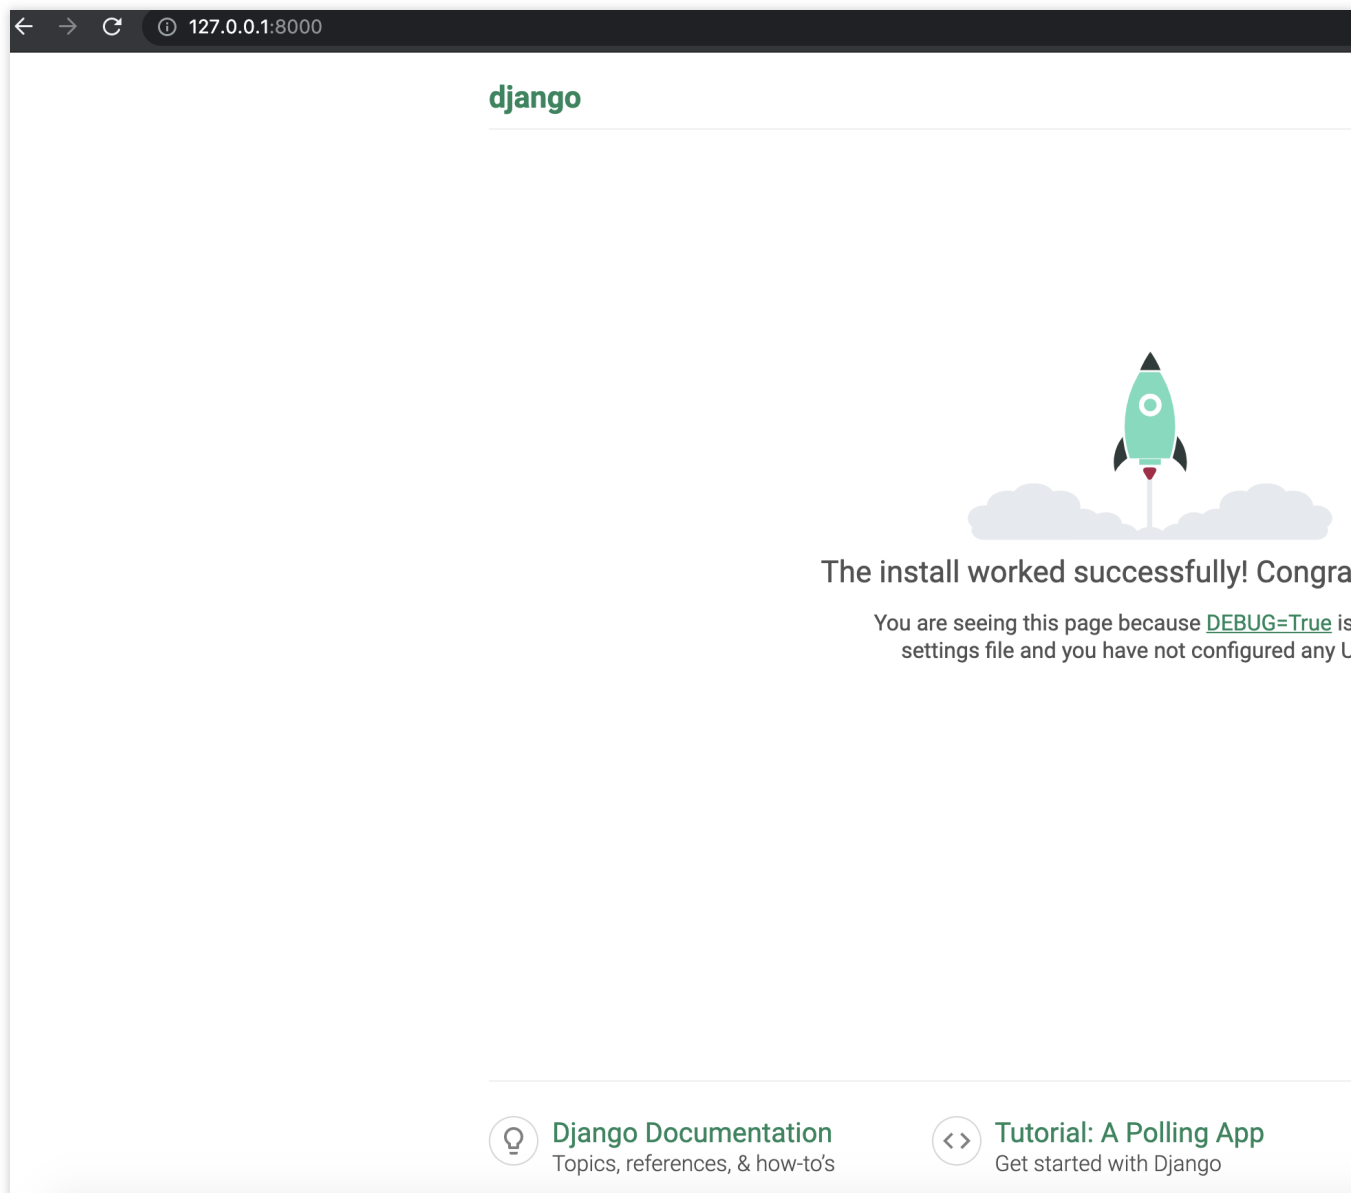 127.0.0.1:8000
django
The install worked successfully! Congra
You are seeing this page because DEBUG=True is
settings file and you have not configured any U
Django Documentation
Topics, references, & how-to’s
Tutorial: A Polling App
Get started with Django